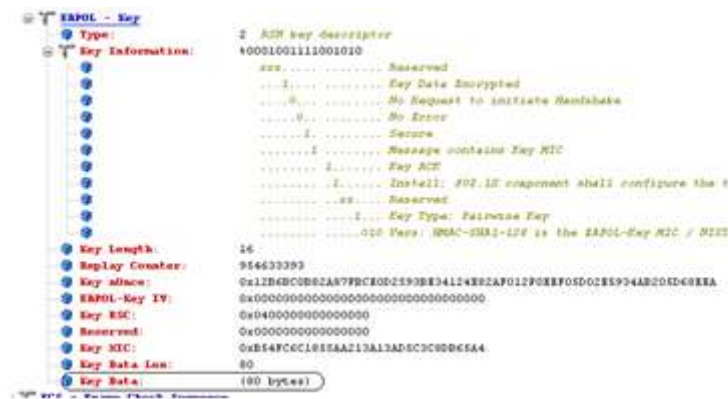 EAPOL - Key
Type: 2 RSN key descriptor
Key Information: %0001001111001010
xxx..... ........ Reserved
...1.... ........ Key Data Encrypted
....0... ........ No Request to initiate Handshake
.....0.. ........ No Error
......1. ........ Secure
.......1 ........ Message contains Key MIC
........ 1....... Key ACK
........ .1...... Install: 802.1X component shall configure the t
........ ..xx.... Reserved
........ ....1... Key Type: Pairwise Key
........ .....010 Vers: HMAC-SHA1-128 is the EAPOL-Key MIC / NIST
Key Length: 16
Replay Counter: 954633393
Key nOnce:
EAPOL-Key IV: 0x00000000000000000000000000000000
Key RSC: 0x0400000000000000
Reserved: 0x0000000000000000
Key MIC:
Key Data Len: 80
Key Data: (80 bytes)
FCS - Frame Check Sequence